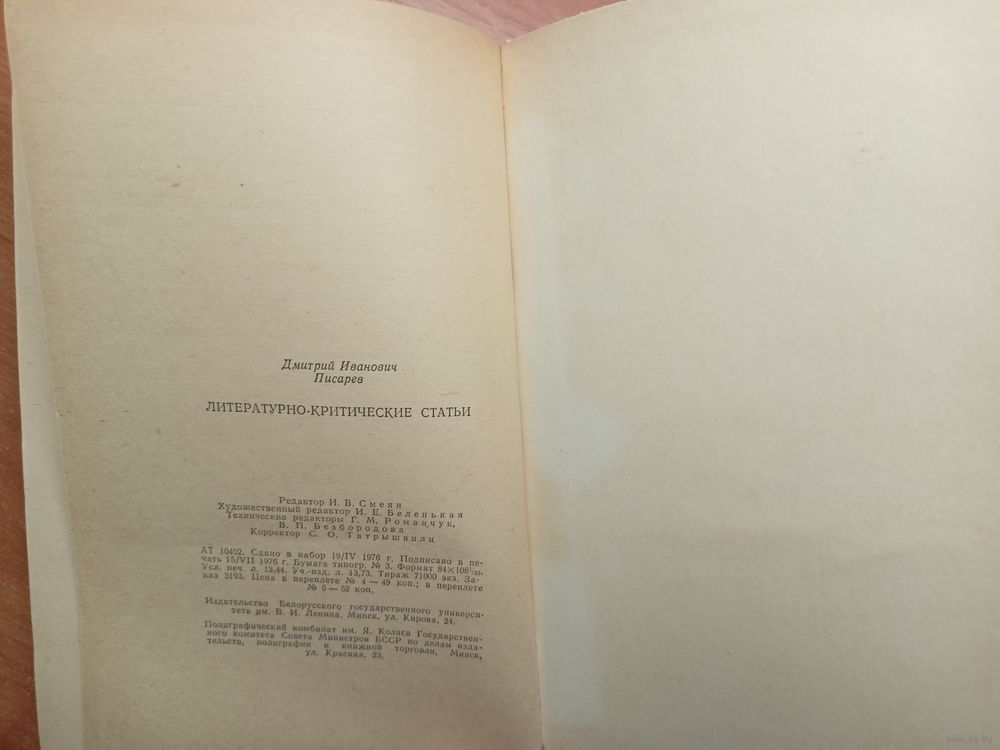 Дмитрий Иванович
Писарев
ЛИТЕРАТУРНО-КРИТИЧЕСКИЕ СТАТЬИ
Редактор И. В. Смеян
Художественный редактор И. Е. Беленькая
Технические редакторы Г. М. Романчук,
В. П. Безбородова
Корректор С. О. Татрышвили
АТ 10402. Сдано в набор 19/IV 1976 г. Подписано в пе-
чать 15/VII 1976 г. Бумага типогр. № 3. Формат 84×108¹/₃₂.
Усл. печ. л. 13,44. Уч.-изд. л. 13,73. Тираж 71000 экз. За-
каз 3193. Цена в переплете № 4 — 49 коп.; в переплете
№ 5 — 52 коп.
Издательство Белорусского государственного универси-
тета им. В. И. Ленина. Минск, ул. Кирова, 24.
Полиграфический комбинат им. Я. Коласа Государствен-
ного комитета Совета Министров БССР по делам изда-
тельств, полиграфии и книжной торговли. Минск,
ул. Красная, 23.
www.ay.by